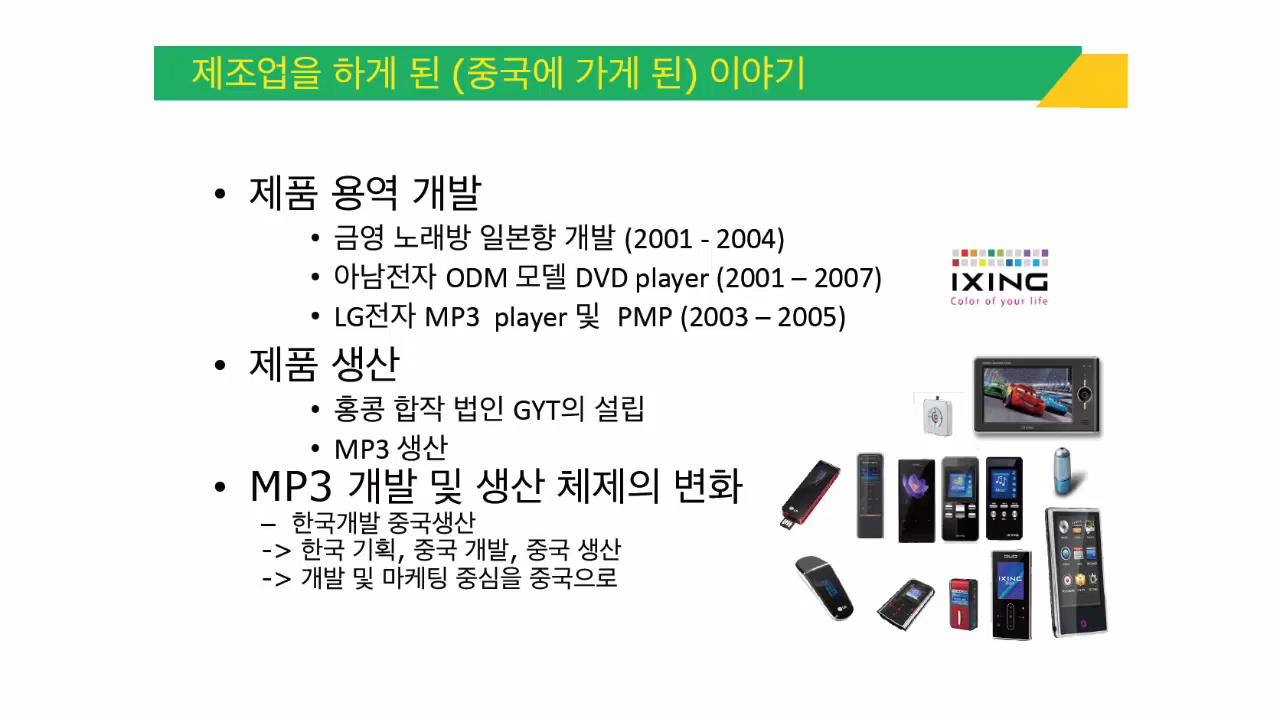 제조업을 하게 된 (중국에 가게 된) 이야기
• 제품 용역 개발
• 금영 노래방 일본향 개발 (2001 - 2004)
• 아남전자 ODM 모델 DVD player (2001 – 2007)
• LG전자 MP3 player 및 PMP (2003 – 2005)
IXING
Color of your life
• 제품 생산
• 홍콩 합작 법인 GYT의 설립
• MP3 생산
• MP3 개발 및 생산 체제의 변화
– 한국개발 중국생산
-> 한국 기획, 중국 개발, 중국 생산
-> 개발 및 마케팅 중심을 중국으로
IXING